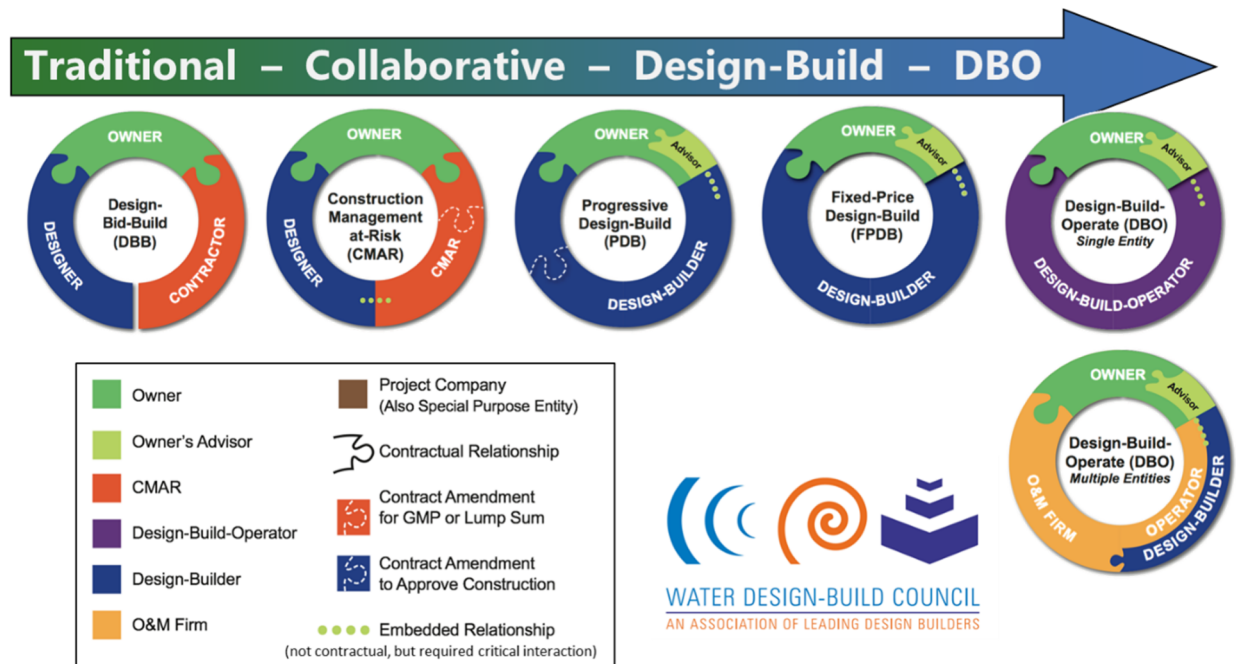 Traditional – Collaborative – Design-Build – DBO
OWNER
DESIGNER
CONTRACTOR
Design-
Bid-Build
(DBB)
OWNER
DESIGNER
CMAR
Construction
Management
at-Risk
(CMAR)
OWNER
Advisor
DESIGN-BUILDER
Progressive
Design-Build
(PDB)
OWNER
Advisor
DESIGN-BUILDER
Fixed-Price
Design-Build
(FPDB)
OWNER
Advisor
DESIGN-BUILD-OPERATOR
Design-Build-
Operate (DBO)
Single Entity
OWNER
Advisor
O&M FIRM
OPERATOR
DESIGN-BUILDER
Design-Build-
Operate (DBO)
Multiple Entities
Owner
Owner's Advisor
CMAR
Design-Build-Operator
Design-Builder
O&M Firm
Project Company
(Also Special Purpose Entity)
Contractual Relationship
Contract Amendment
for GMP or Lump Sum
Contract Amendment
to Approve Construction
Embedded Relationship
(not contractual, but required critical interaction)
WATER DESIGN-BUILD COUNCIL
AN ASSOCIATION OF LEADING DESIGN BUILDERS